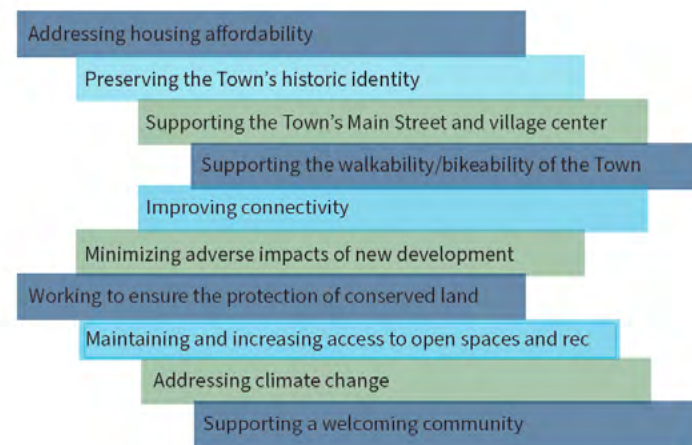 Addressing housing affordability
Preserving the Town's historic identity
Supporting the Town's Main Street and village center
Supporting the walkability/bikeability of the Town
Improving connectivity
Minimizing adverse impacts of new development
Working to ensure the protection of conserved land
Maintaining and increasing access to open spaces and rec
Addressing climate change
Supporting a welcoming community